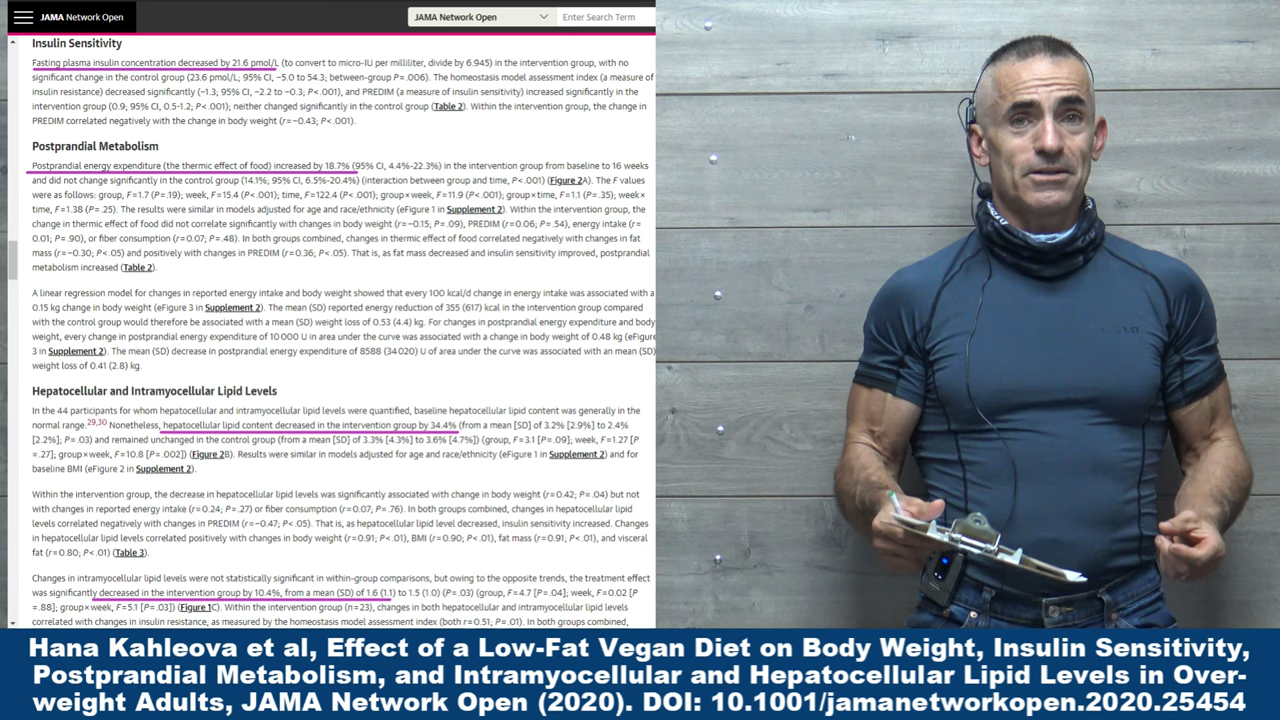 JAMA Network Open
JAMA Network Open
Enter Search Term
Insulin Sensitivity
Fasting plasma insulin concentration decreased by 21.6 pmol/L (to convert to micro-IU per milliliter, divide by 6.945) in the intervention group, with no
significant change in the control group (23.6 pmol/L; 95% CI, −5.0 to 54.3; between-group P = .006). The homeostasis model assessment index (a measure of
insulin resistance) decreased significantly (−1.3; 95% CI, −2.2 to −0.3; P < .001), and PREDIM (a measure of insulin sensitivity) increased significantly in the
intervention group (0.9; 95% CI, 0.5-1.2; P < .001); neither changed significantly in the control group (Table 2). Within the intervention group, the change in
PREDIM correlated negatively with the change in body weight (r = −0.43; P < .001).
Postprandial Metabolism
Postprandial energy expenditure (the thermic effect of food) increased by 18.7% (95% CI, 4.4%-22.3%) in the intervention group from baseline to 16 weeks
and did not change significantly in the control group (14.1%; 95% CI, 6.5%-20.4%) (interaction between group and time, P < .001) (Figure 2A). The F values
were as follows: group, F = 1.7 (P = .19); week, F = 15.4 (P < .001); time, F = 122.4 (P < .001); group × week, F = 11.9 (P < .001); group × time, F = 1.1 (P = .35); week ×
time, F = 1.38 (P = .25). The results were similar in models adjusted for age and race/ethnicity (eFigure 1 in Supplement 2). Within the intervention group, the
change in thermic effect of food did not correlate significantly with changes in body weight (r = −0.15; P = .09), PREDIM (r = 0.06; P = .54), energy intake (r =
0.01; P = .90), or fiber consumption (r = 0.07; P = .48). In both groups combined, changes in thermic effect of food correlated negatively with changes in fat
mass (r = −0.30; P < .05) and positively with changes in PREDIM (r = 0.36; P < .05). That is, as fat mass decreased and insulin sensitivity improved, postprandial
metabolism increased (Table 2).
A linear regression model for changes in reported energy intake and body weight showed that every 100 kcal/d change in energy intake was associated with a
0.15 kg change in body weight (eFigure 3 in Supplement 2). The mean (SD) reported energy reduction of 355 (617) kcal in the intervention group compared
with the control group would therefore be associated with a mean (SD) weight loss of 0.53 (4.4) kg. For changes in postprandial energy expenditure and body
weight, every change in postprandial energy expenditure of 10 000 U in area under the curve was associated with a change in body weight of 0.48 kg (eFigure
3 in Supplement 2). The mean (SD) decrease in postprandial energy expenditure of 8588 (34 020) U of area under the curve was associated with an mean (SD)
weight loss of 0.41 (2.8) kg.
Hepatocellular and Intramyocellular Lipid Levels
In the 44 participants for whom hepatocellular and intramyocellular lipid levels were quantified, baseline hepatocellular lipid content was generally in the
normal range.29,30 Nonetheless, hepatocellular lipid content decreased in the intervention group by 34.4% (from a mean [SD] of 3.2% [2.9%] to 2.4%
[2.2%]; P = .03) and remained unchanged in the control group (from a mean [SD] of 3.3% [4.3%] to 3.6% [4.7%]) (group, F = 3.1 [P = .09]; week, F = 1.27 [P
= .27]; group × week, F = 10.8 [P = .002]) (Figure 2B). Results were similar in models adjusted for age and race/ethnicity (eFigure 1 in Supplement 2) and for
baseline BMI (eFigure 2 in Supplement 2).
Within the intervention group, the decrease in hepatocellular lipid levels was significantly associated with change in body weight (r = 0.42; P = .04) but not
with changes in reported energy intake (r = 0.24; P = .27) or fiber consumption (r = 0.07; P = .76). In both groups combined, changes in hepatocellular lipid
levels correlated negatively with changes in PREDIM (r = −0.47; P < .05). That is, as hepatocellular lipid level decreased, insulin sensitivity increased. Changes
in hepatocellular lipid levels correlated positively with changes in body weight (r = 0.91; P < .01), BMI (r = 0.90; P < .01), fat mass (r = 0.91; P < .01), and visceral
fat (r = 0.80; P < .01) (Table 3).
Changes in intramyocellular lipid levels were not statistically significant in within-group comparisons, but owing to the opposite trends, the treatment effect
was significantly decreased in the intervention group by 10.4%, from a mean (SD) of 1.6 (1.1) to 1.5 (1.0) (P = .03) (group, F = 4.7 [P = .04]; week, F = 0.02 [P
= .88]; group × week, F = 5.1 [P = .03]) (Figure 1C). Within the intervention group (n = 23), changes in both hepatocellular and intramyocellular lipid levels
correlated with changes in insulin resistance, as measured by the homeostasis model assessment index (both r = 0.51; P = .01). In both groups combined,
Hana Kahleova et al, Effect of a Low-Fat Vegan Diet on Body Weight, Insulin Sensitivity,
Postprandial Metabolism, and Intramyocellular and Hepatocellular Lipid Levels in Over-
weight Adults, JAMA Network Open (2020). DOI: 10.1001/jamanetworkopen.2020.25454